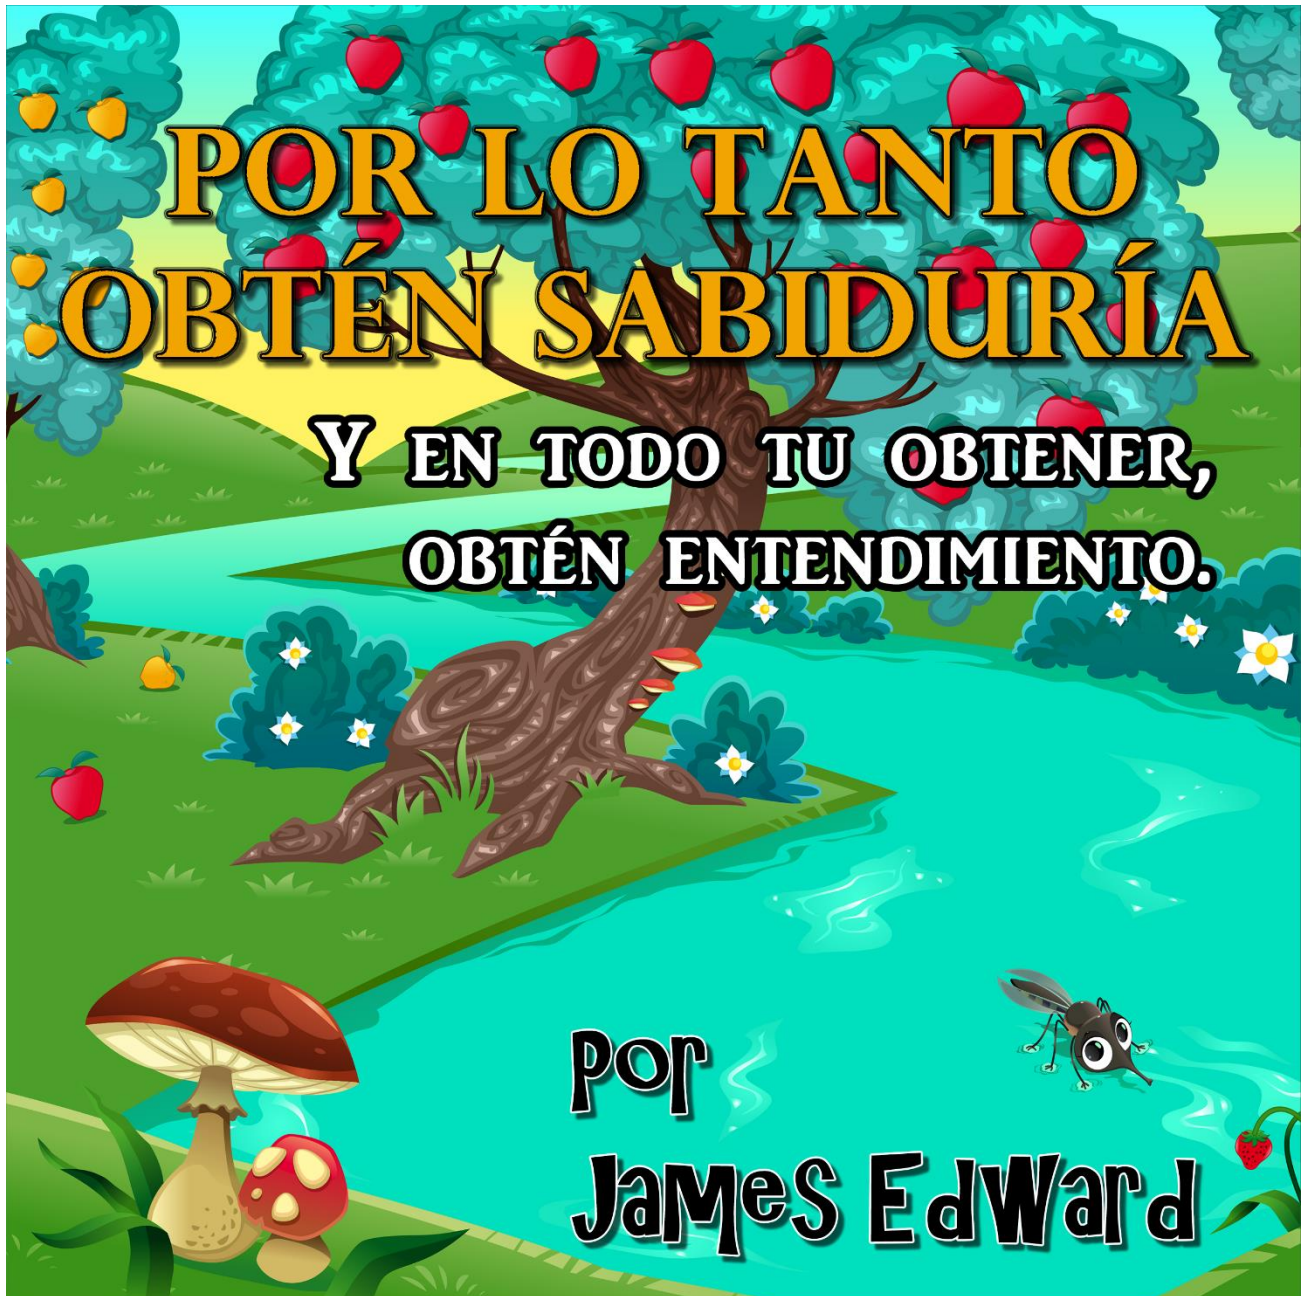 POR LO TANTO
OBTÉN SABIDURÍA
Y EN TODO TU OBTENER,
OBTÉN ENTENDIMIENTO.
por
James Edward